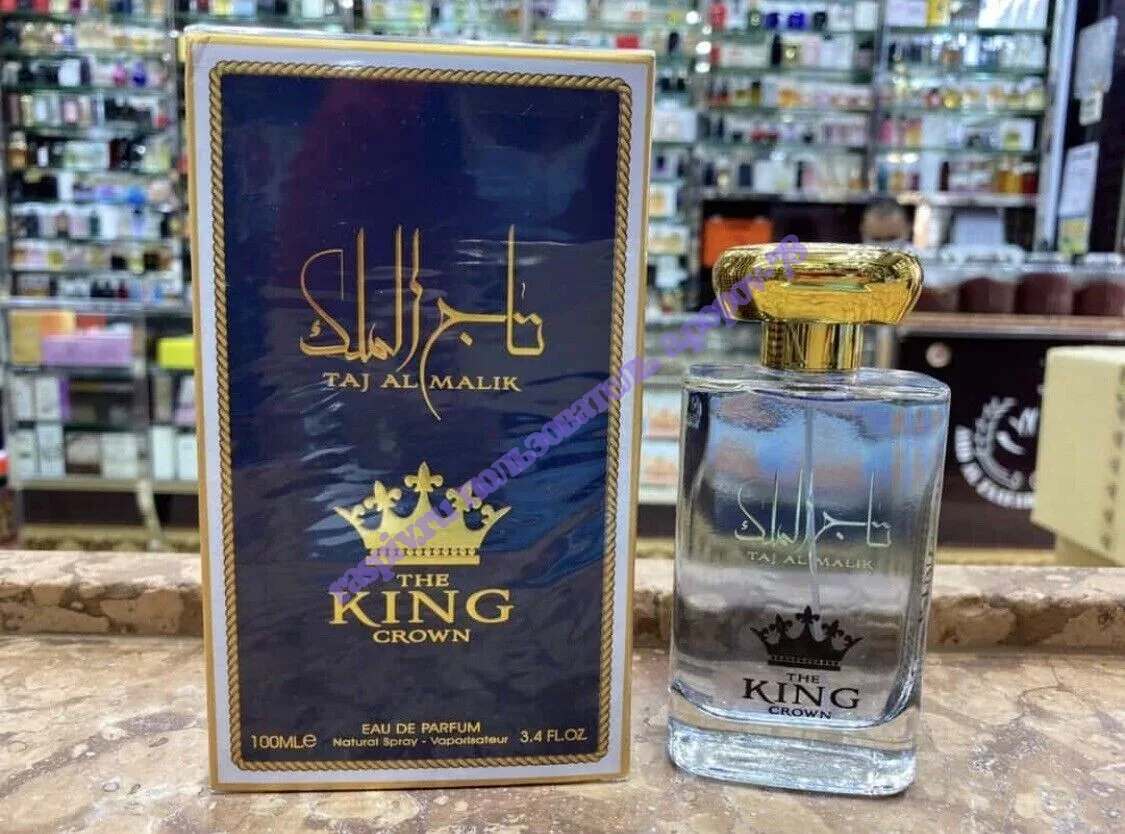 تاج الملك
TAJ AL MALIK
THE
KING
CROWN
EAU DE PARFUM
100ML e Natural Spray - Vaporisateur 3.4 FL.OZ
تاج الملك
TAJ AL MALIK
THE
KING
CROWN